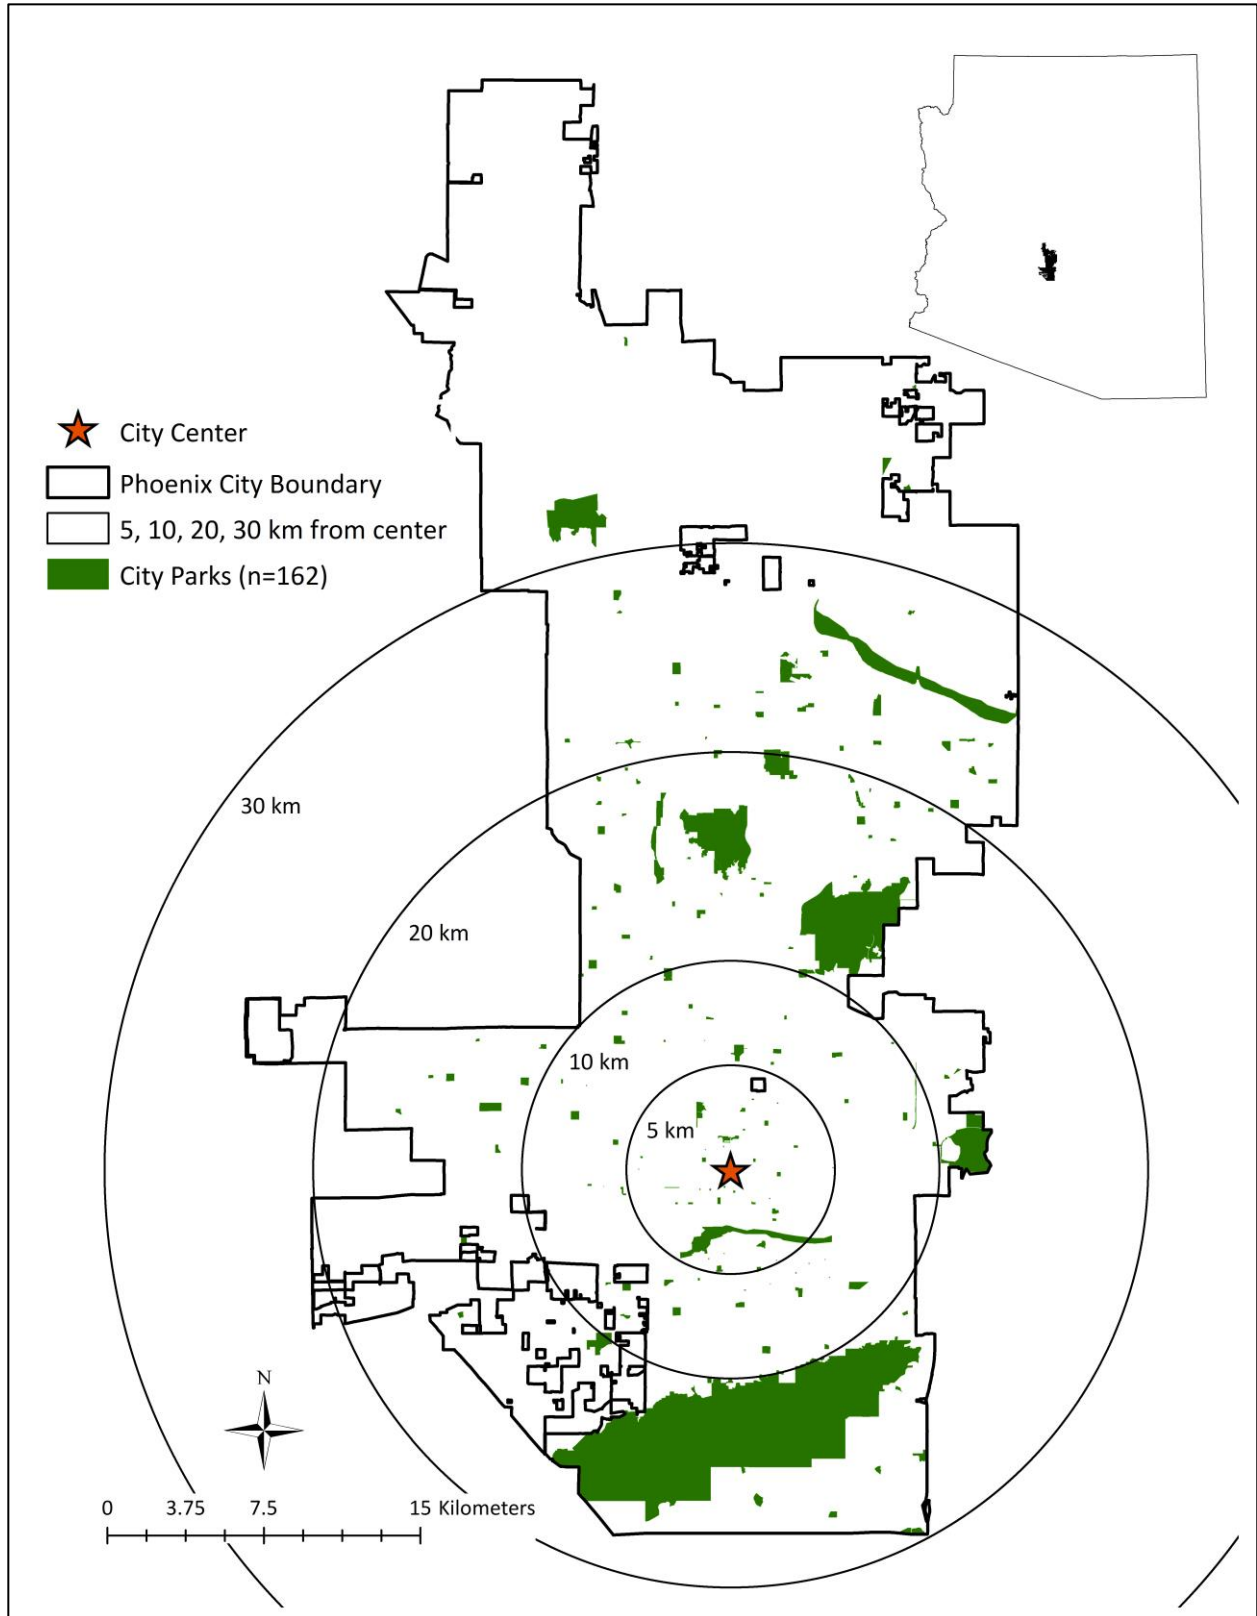 City Center
Phoenix City Boundary
5, 10, 20, 30 km from center
City Parks (n=162)
30 km
20 km
10 km
5 km
N
0 3.75 7.5 15 Kilometers